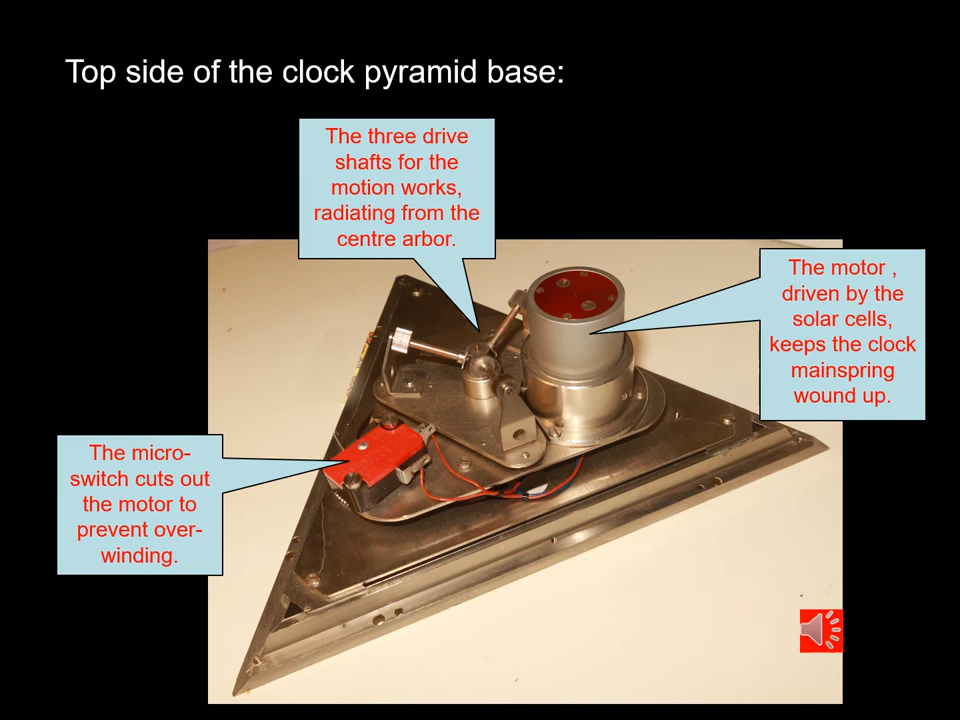 Top side of the clock pyramid base:
The three drive
shafts for the
motion works,
radiating from the
centre arbor.
The motor ,
driven by the
solar cells,
keeps the clock
mainspring
wound up.
The micro-
switch cuts out
the motor to
prevent over-
winding.